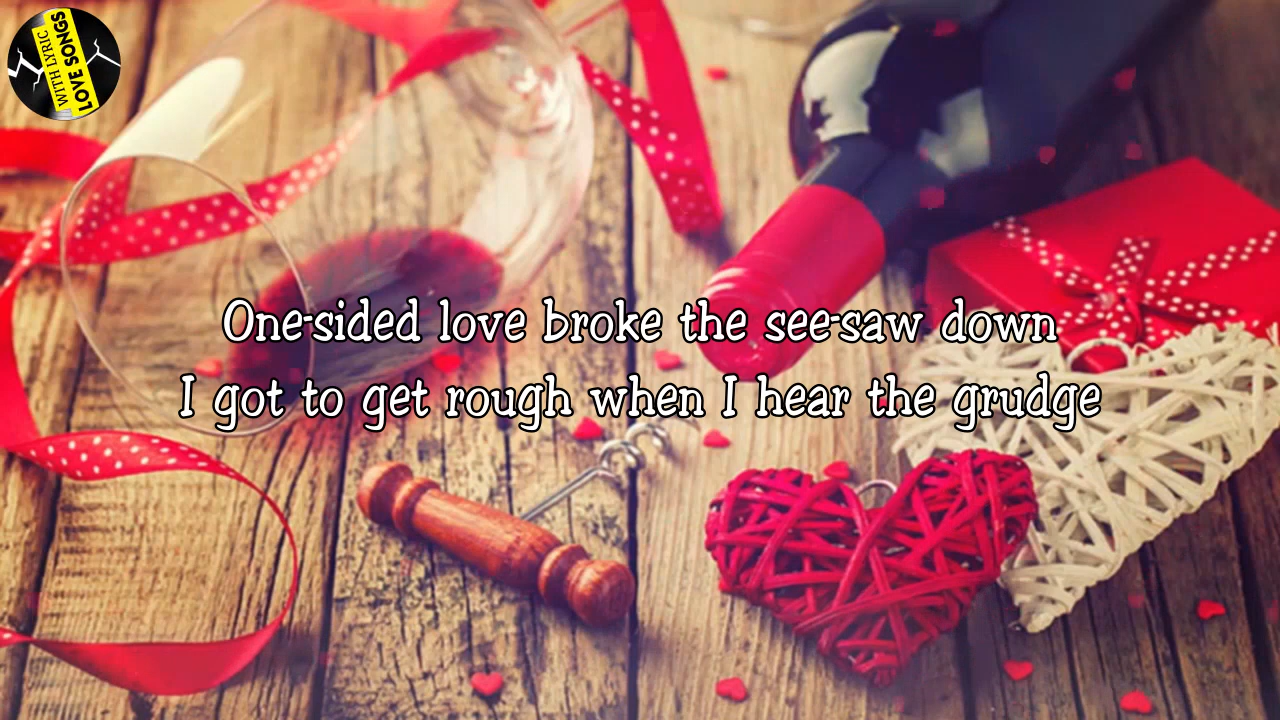 LOVE SONGS
WITH LYRIC
One-sided love broke the see-saw down
I got to get rough when I hear the grudge